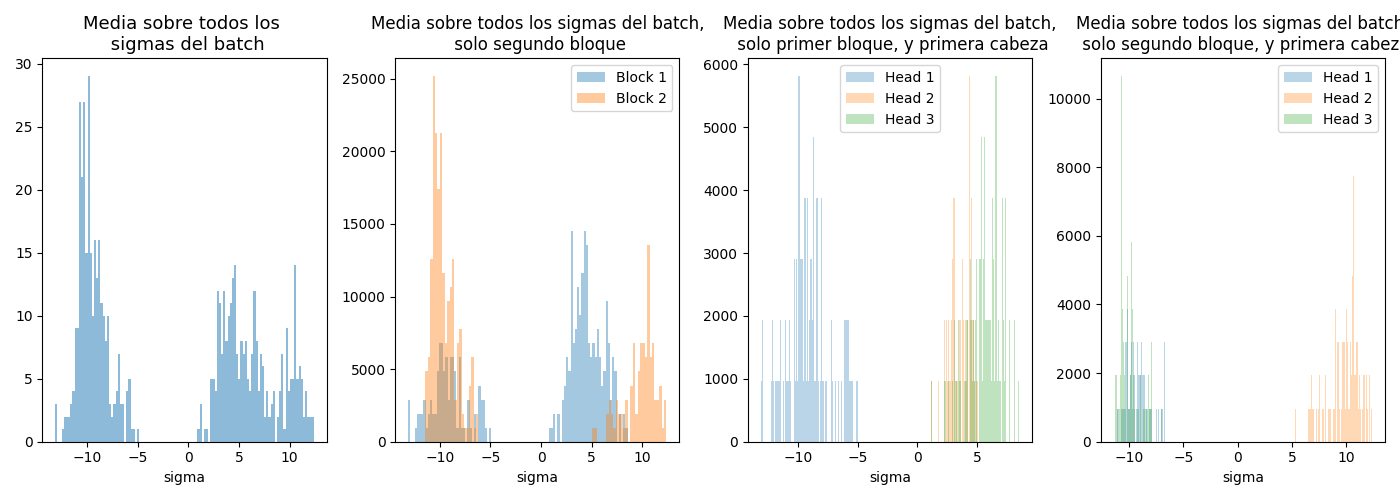 Media sobre todos los
sigmas del batch
30
25
20
15
10
5
0
−10
−5
0
5
10
sigma
Media sobre todos los sigmas del batch,
solo segundo bloque
Block 1
Block 2
25000
20000
15000
10000
5000
0
−10
−5
0
5
10
sigma
Media sobre todos los sigmas del batch,
solo primer bloque, y primera cabeza
Head 1
Head 2
Head 3
6000
5000
4000
3000
2000
1000
0
−10
−5
0
5
sigma
Media sobre todos los sigmas del batch
solo segundo bloque, y primera cabez
Head 1
Head 2
Head 3
10000
8000
6000
4000
2000
0
−10
−5
0
5
10
sigma